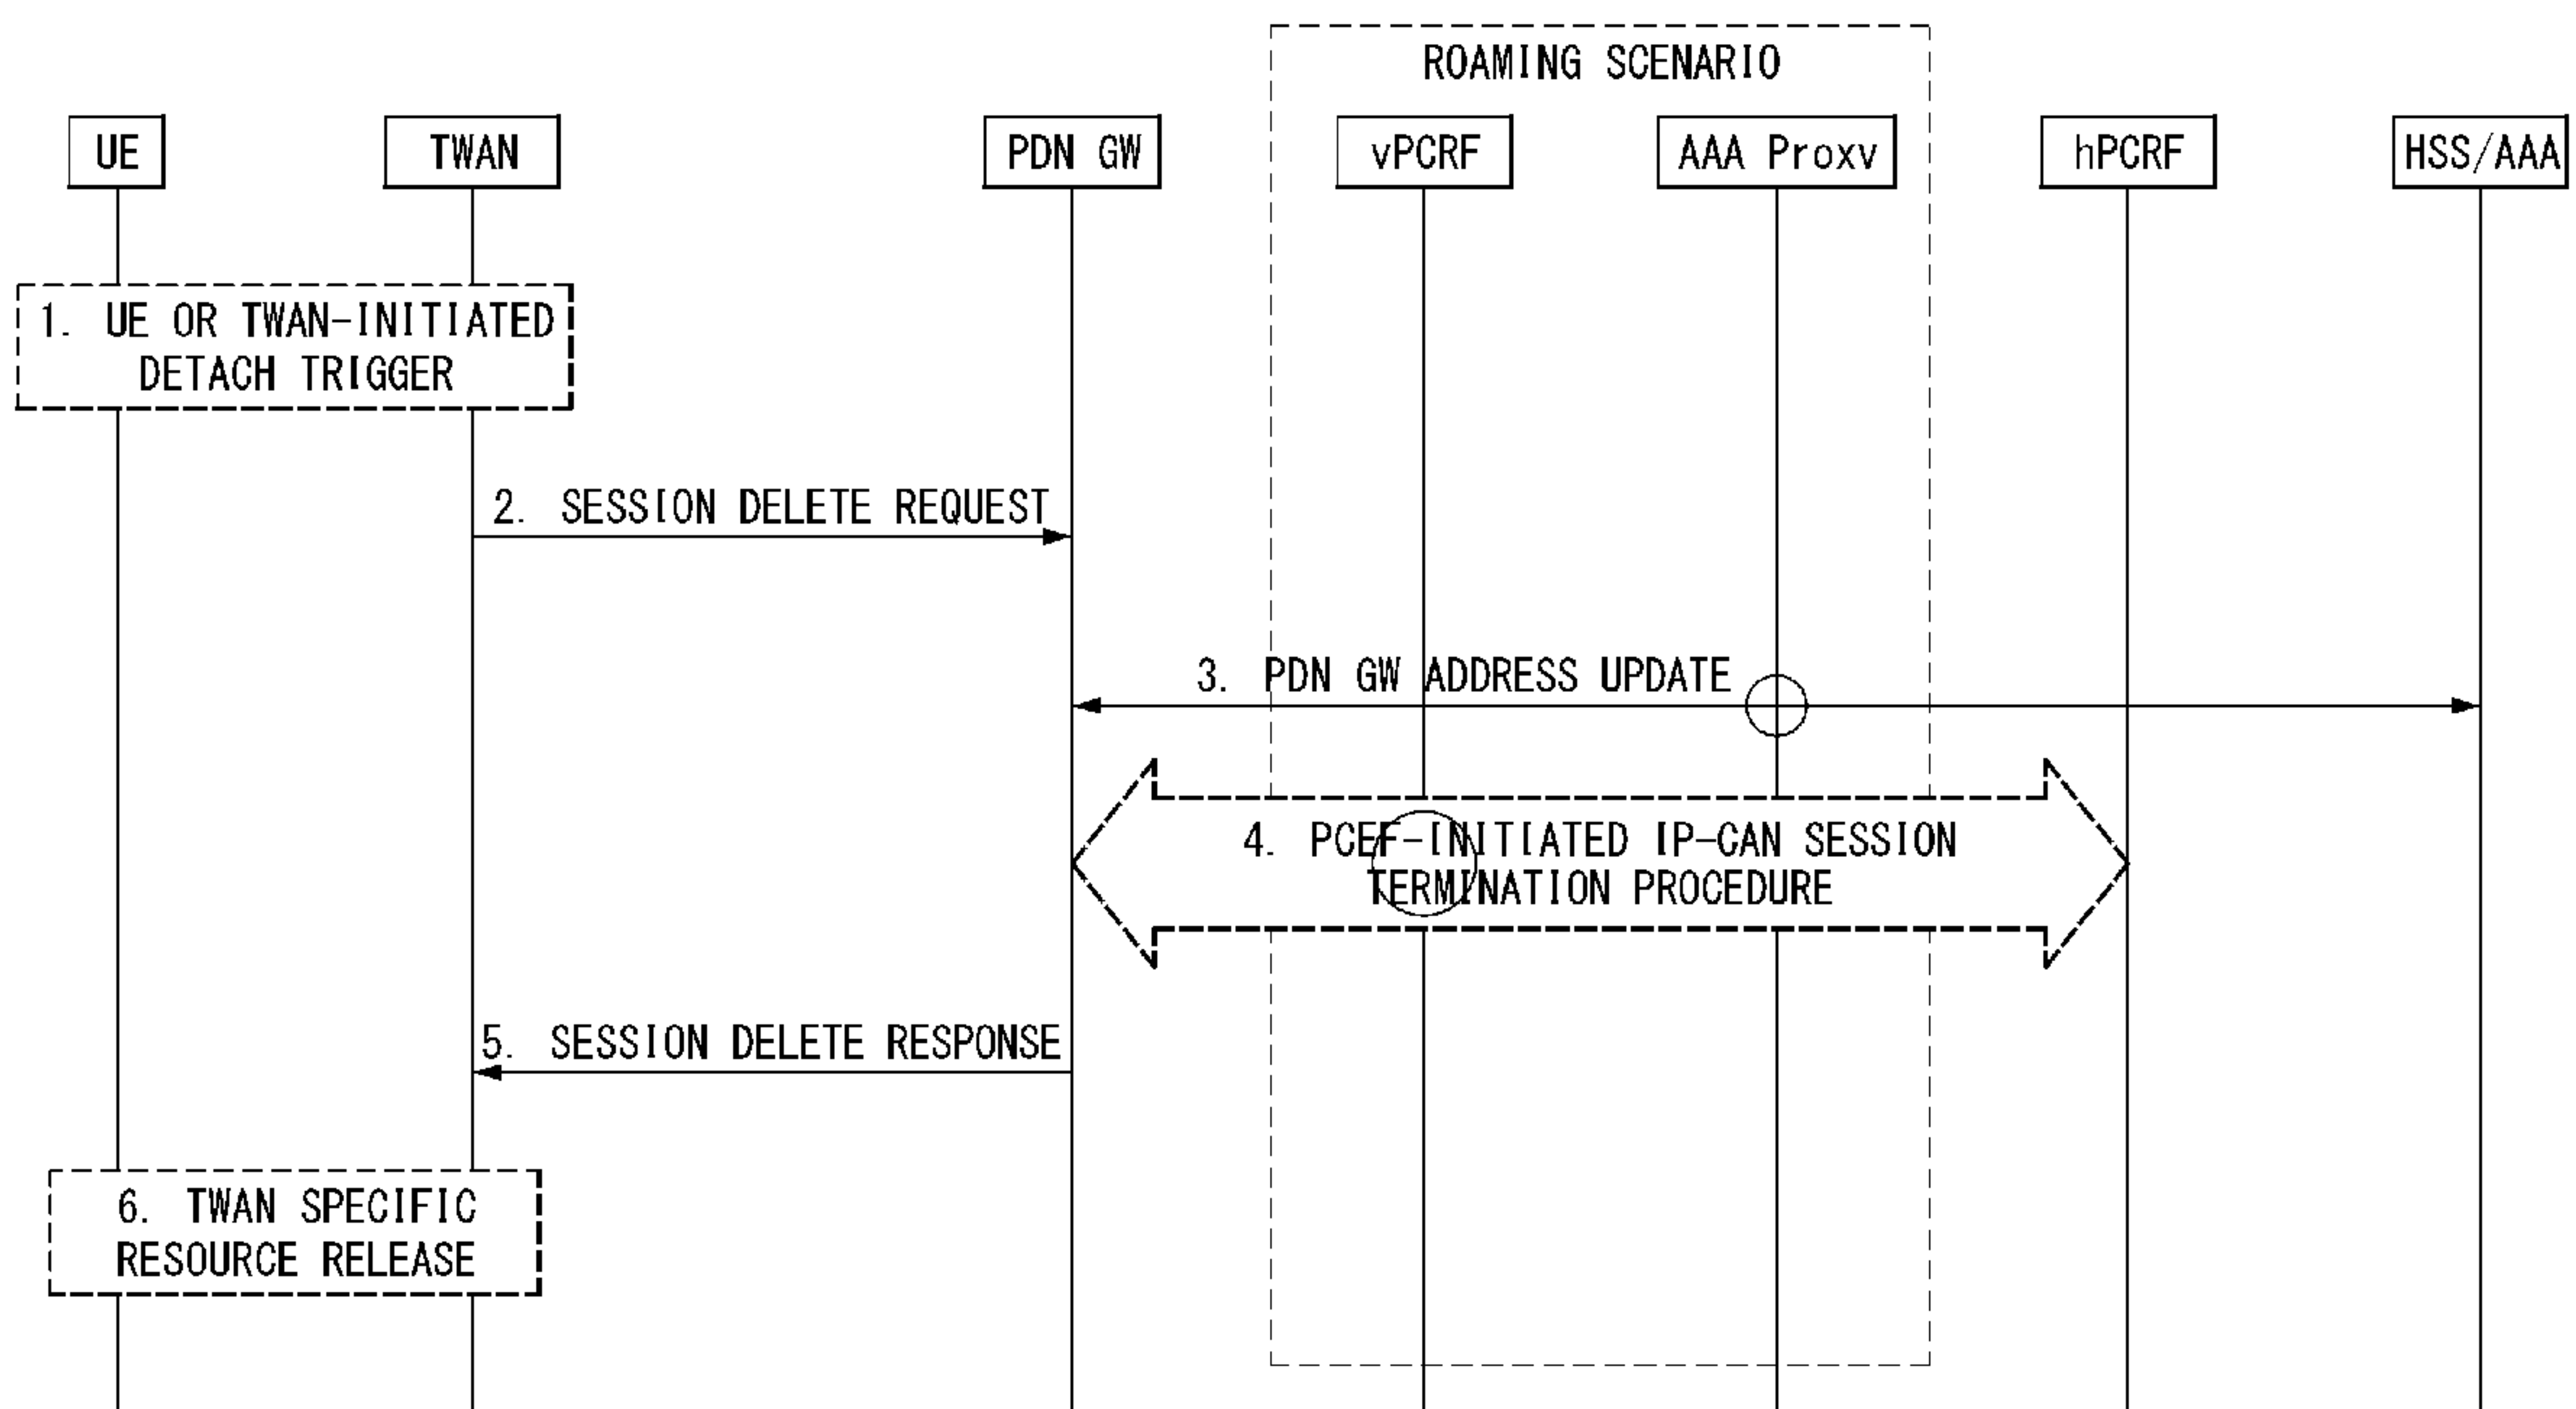 ROAMING SCENARIO
UE
TWAN
PDN GW
vPCRF
AAA Proxv
hPCRF
HSS/AAA
1. UE OR TWAN-INITIATED
DETACH TRIGGER
2. SESSION DELETE REQUEST
3. PDN GW ADDRESS UPDATE
4. PCEF-INITIATED IP-CAN SESSION
TERMINATION PROCEDURE
5. SESSION DELETE RESPONSE
6. TWAN SPECIFIC
RESOURCE RELEASE